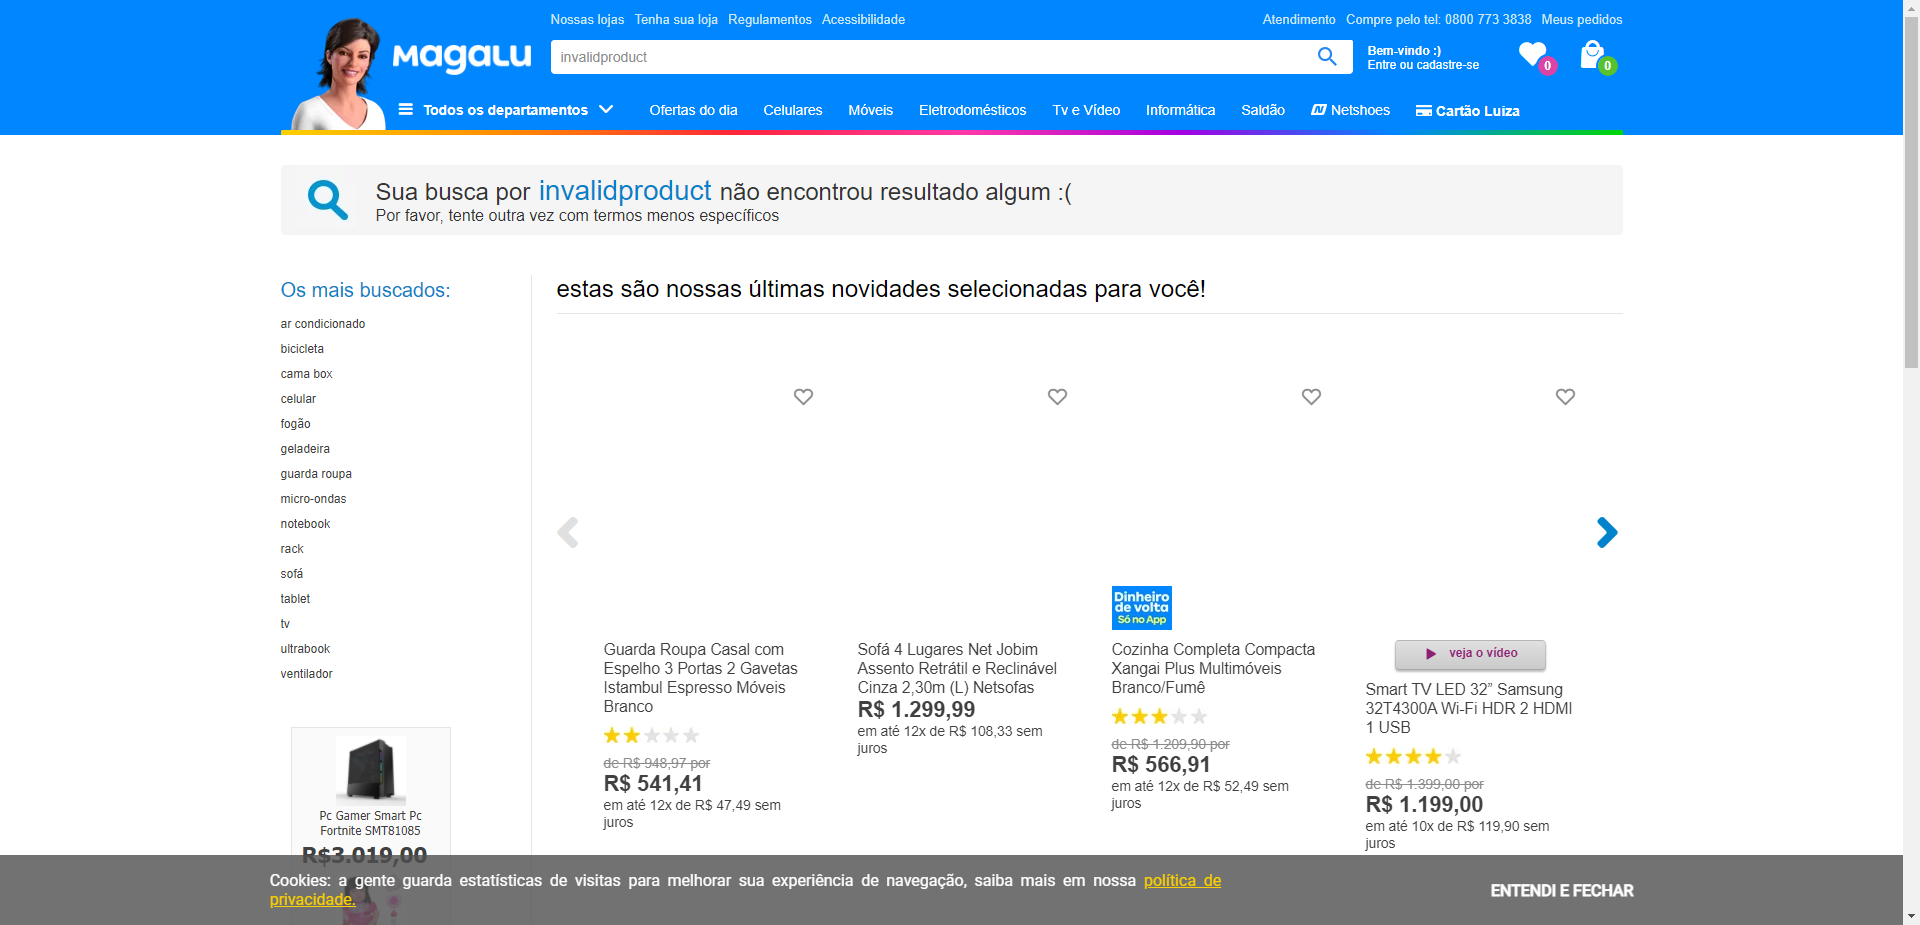 Nossas lojas Tenha sua loja Regulamentos Acessibilidade
Atendimento Compre pelo tel: 0800 773 3838 Meus pedidos
MAGALU
invalidproduct
Bem-vindo :)
Entre ou cadastre-se
0
0
Todos os departamentos
Ofertas do dia Celulares Móveis Eletrodomésticos Tv e Vídeo Informática Saldão Netshoes Cartão Luiza
Sua busca por invalidproduct não encontrou resultado algum :(
Por favor, tente outra vez com termos menos específicos
Os mais buscados:
ar condicionado
bicicleta
cama box
celular
fogão
geladeira
guarda roupa
micro-ondas
notebook
rack
sofá
tablet
tv
ultrabook
ventilador
Pc Gamer Smart Pc
Fortnite SMT81085
R$3.019,00
estas são nossas últimas novidades selecionadas para você!
Guarda Roupa Casal com
Espelho 3 Portas 2 Gavetas
Istambul Espresso Móveis
Branco
de R$ 948,97 por
R$ 541,41
em até 12x de R$ 47,49 sem
juros
Sofá 4 Lugares Net Jobim
Assento Retrátil e Reclinável
Cinza 2,30m (L) Netsofas
R$ 1.299,99
em até 12x de R$ 108,33 sem
juros
Dinheiro
de volta
Só no App
Cozinha Completa Compacta
Xangai Plus Multimóveis
Branco/Fumê
de R$ 1.209,90 por
R$ 566,91
em até 12x de R$ 52,49 sem
juros
veja o vídeo
Smart TV LED 32” Samsung
32T4300A Wi-Fi HDR 2 HDMI
1 USB
de R$ 1.399,00 por
R$ 1.199,00
em até 10x de R$ 119,90 sem
juros
Cookies: a gente guarda estatísticas de visitas para melhorar sua experiência de navegação, saiba mais em nossa política de
privacidade.
ENTENDI E FECHAR